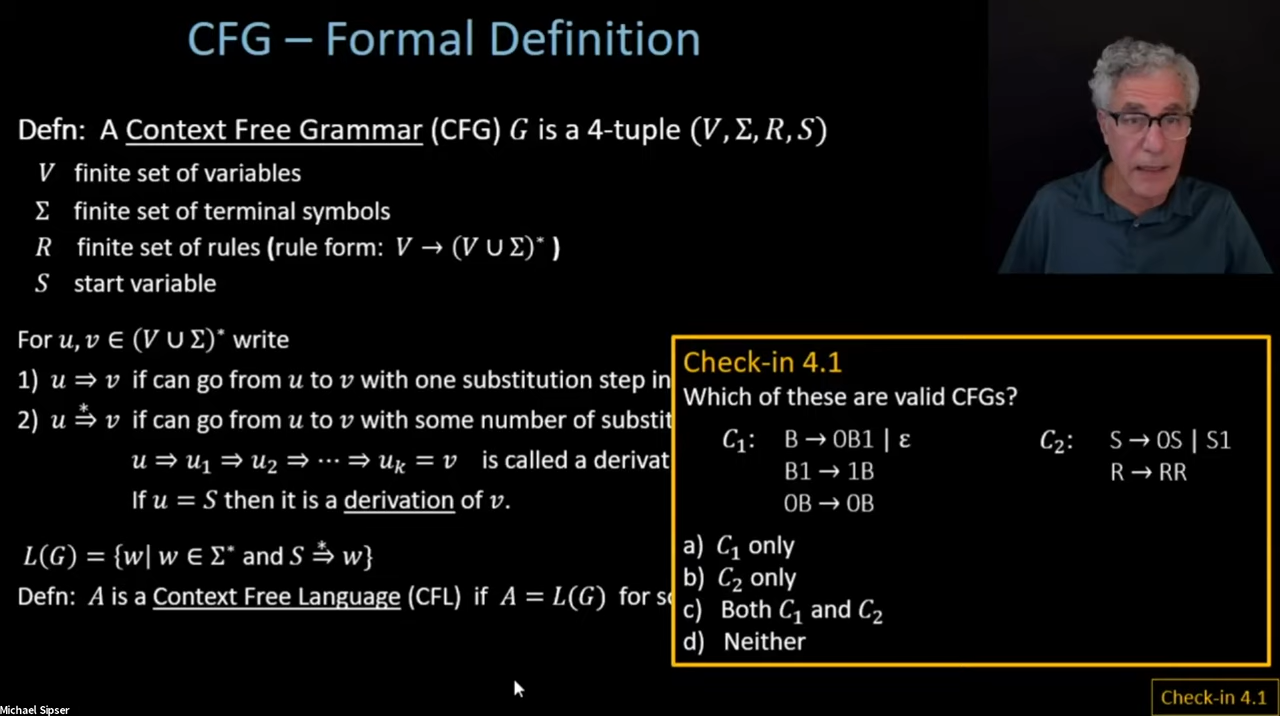 CFG – Formal Definition
Defn: A Context Free Grammar (CFG) G is a 4-tuple (V, Σ, R, S)
V finite set of variables
Σ finite set of terminal symbols
R finite set of rules (rule form: V → (V ∪ Σ)* )
S start variable
For u, v ∈ (V ∪ Σ)* write
1) u ⇒ v if can go from u to v with one substitution step in
2) u ⇒* v if can go from u to v with some number of substit
u ⇒ u₁ ⇒ u₂ ⇒ ⋯ ⇒ uₖ = v is called a derivat
If u = S then it is a derivation of v.
L(G) = {w| w ∈ Σ* and S ⇒* w}
Defn: A is a Context Free Language (CFL) if A = L(G) for
Check-in 4.1
Which of these are valid CFGs?
C₁: B → 0B1 | ε
B1 → 1B
0B → 0B
C₂: S → 0S | S1
R → RR
a) C₁ only
b) C₂ only
c) Both C₁ and C₂
d) Neither
Michael Sipser
Check-in 4.1